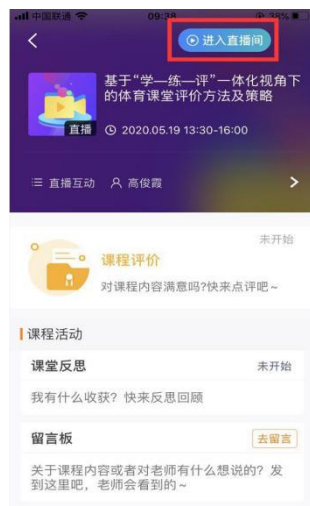 中国联通
09:38
38%
进入直播间
基于“学—练—评”一体化视角下
的体育课堂评价方法及策略
直播
2020.05.19 13:30-16:00
直播互动 高俊霞
未开始
课程评价
对课程内容满意吗?快来点评吧~
课程活动
课堂反思 未开始
我有什么收获? 快来反思回顾
留言板 去留言
关于课程内容或者对老师有什么想说的? 发
到这里吧, 老师会看到的~